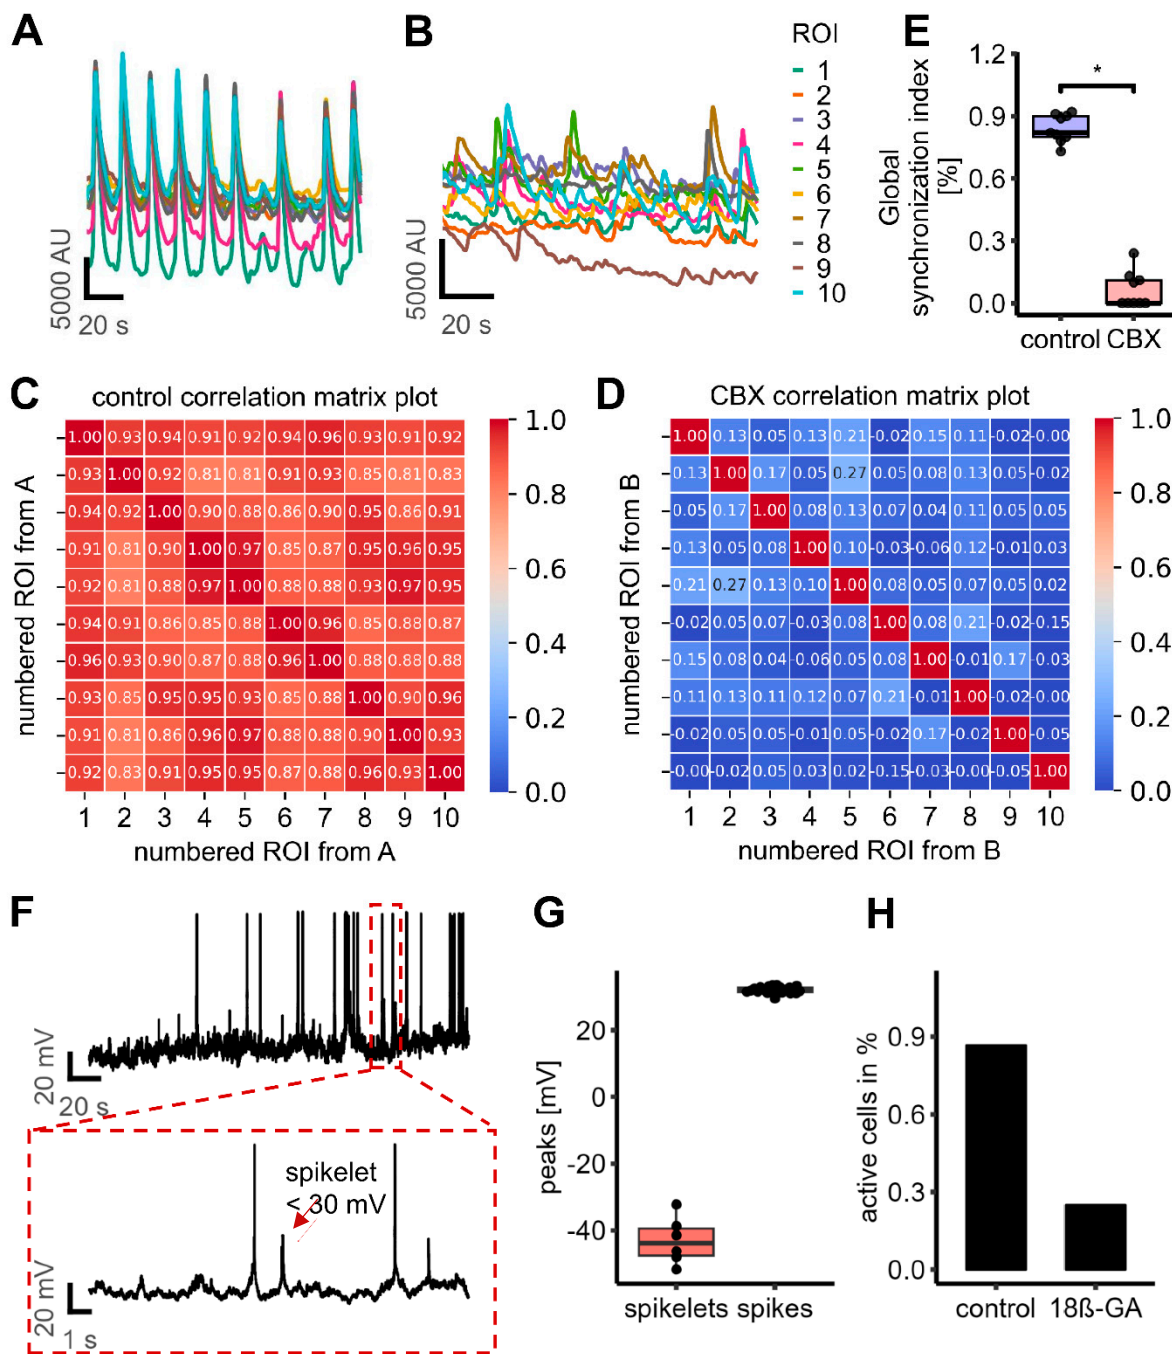 A
5000 AU
20 s
B
5000 AU
20 s
ROI
1
2
3
4
5
6
7
8
9
10
E
Global
synchronization index
[%]
1.2
0.9
0.6
0.3
0.0
*
control CBX
C
control correlation matrix plot
numbered ROI from A
1.00 0.93 0.94 0.91 0.92 0.94 0.96 0.93 0.91 0.92
0.93 1.00 0.92 0.81 0.81 0.91 0.93 0.85 0.81 0.83
0.94 0.92 1.00 0.90 0.88 0.86 0.90 0.95 0.86 0.91
0.91 0.81 0.90 1.00 0.97 0.85 0.87 0.95 0.96 0.95
0.92 0.81 0.88 0.97 1.00 0.88 0.88 0.93 0.97 0.95
0.94 0.91 0.86 0.85 0.88 1.00 0.96 0.85 0.88 0.87
0.96 0.93 0.90 0.87 0.88 0.96 1.00 0.88 0.88 0.88
0.93 0.85 0.95 0.95 0.93 0.85 0.88 1.00 0.90 0.96
0.91 0.81 0.86 0.96 0.97 0.88 0.88 0.90 1.00 0.93
0.92 0.83 0.91 0.95 0.95 0.87 0.88 0.96 0.93 1.00
1 2 3 4 5 6 7 8 9 10
numbered ROI from A
1.0
0.8
0.6
0.4
0.2
0.0
D
CBX correlation matrix plot
numbered ROI from B
1.00 0.13 0.05 0.13 0.21 -0.02 0.15 0.11 -0.02 -0.00
0.13 1.00 0.17 0.05 0.27 0.05 0.08 0.13 0.05 -0.02
0.05 0.17 1.00 0.08 0.13 0.07 0.04 0.11 0.05 0.05
0.13 0.05 0.08 1.00 0.10 -0.03 -0.06 0.12 -0.01 0.03
0.21 0.27 0.13 0.10 1.00 0.08 0.05 0.07 0.05 0.02
-0.02 0.05 0.07 -0.03 0.08 1.00 0.08 0.21 -0.02 -0.15
0.15 0.08 0.04 -0.06 0.05 0.08 1.00 -0.01 0.17 -0.03
0.11 0.13 0.11 0.12 0.07 0.21 -0.01 1.00 -0.02 -0.00
-0.02 0.05 0.05 -0.01 0.05 -0.02 0.17 -0.02 1.00 -0.05
-0.00 -0.02 0.05 0.03 0.02 -0.15 -0.03 -0.00 -0.05 1.00
1 2 3 4 5 6 7 8 9 10
numbered ROI from B
1.0
0.8
0.6
0.4
0.2
0.0
F
20 mV
20 s
spikelet
< 30 mV
20 mV
1 s
G
peaks [mV]
20
0
-20
-40
spikelets spikes
H
active cells in %
0.9
0.6
0.3
0.0
control 18ß-GA